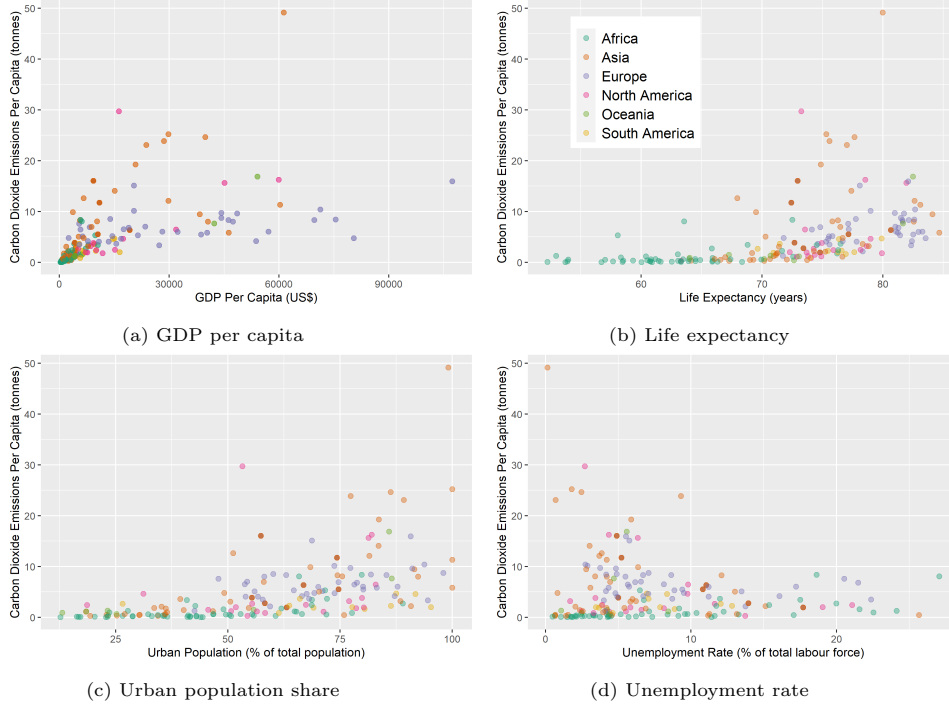 Carbon Dioxide Emissions Per Capita (tonnes)
50
40
30
20
10
0
0
30000
60000
90000
GDP Per Capita (US$)
(a) GDP per capita
Carbon Dioxide Emissions Per Capita (tonnes)
50
40
30
20
10
0
Africa
Asia
Europe
North America
Oceania
South America
60
70
80
Life Expectancy (years)
(b) Life expectancy
Carbon Dioxide Emissions Per Capita (tonnes)
50
40
30
20
10
0
25
50
75
100
Urban Population (% of total population)
(c) Urban population share
Carbon Dioxide Emissions Per Capita (tonnes)
50
40
30
20
10
0
0
10
20
Unemployment Rate (% of total labour force)
(d) Unemployment rate